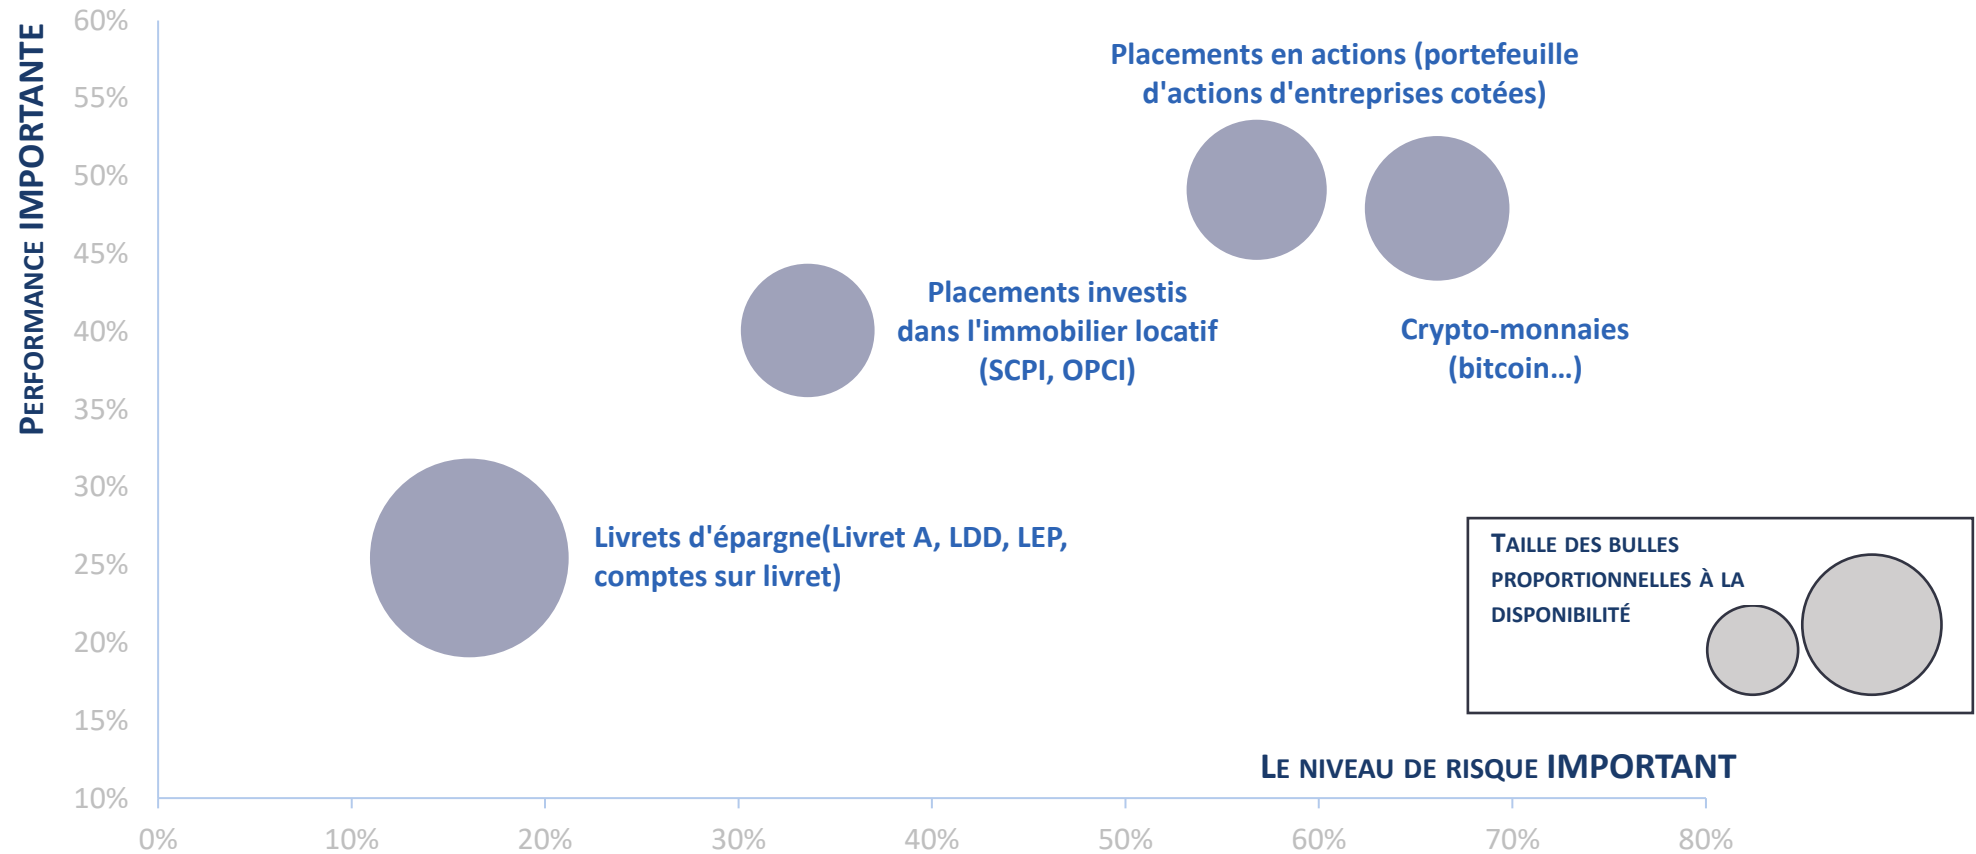 PERFORMANCE IMPORTANTE
60%
55%
50%
45%
40%
35%
30%
25%
20%
15%
10%
Placements en actions (portefeuille
d'actions d'entreprises cotées)
Placements investis
dans l'immobilier locatif
(SCPI, OPCI)
Crypto-monnaies
(bitcoin…)
Livrets d'épargne(Livret A, LDD, LEP,
comptes sur livret)
TAILLE DES BULLES
PROPORTIONNELLES À LA
DISPONIBILITÉ
LE NIVEAU DE RISQUE IMPORTANT
0%
10%
20%
30%
40%
50%
60%
70%
80%